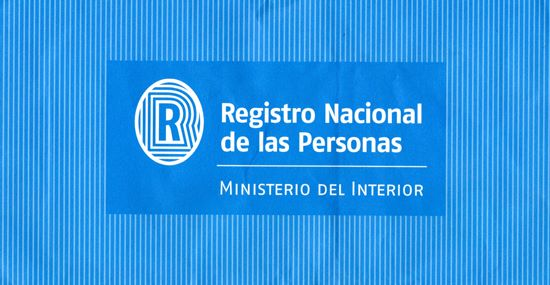 R
Registro Nacional
de las Personas
MINISTERIO DEL INTERIOR